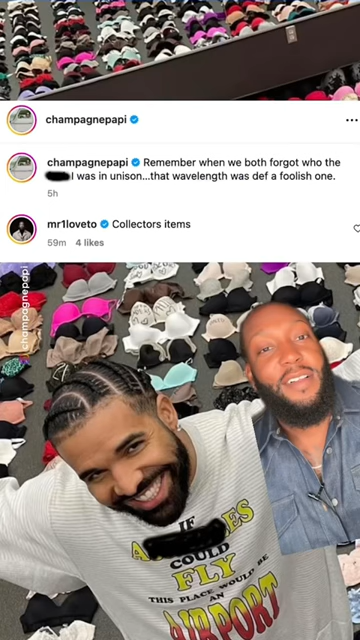 champagnepapi
champagnepapi Remember when we both forgot who the
I was in unison...that wavelength was def a foolish one.
5h
mr1loveto Collectors items
59m 4 likes
champagnepapi
IF
A ES
COULD
FLY
THIS PLACE WOULD BE
AN
AIRPORT